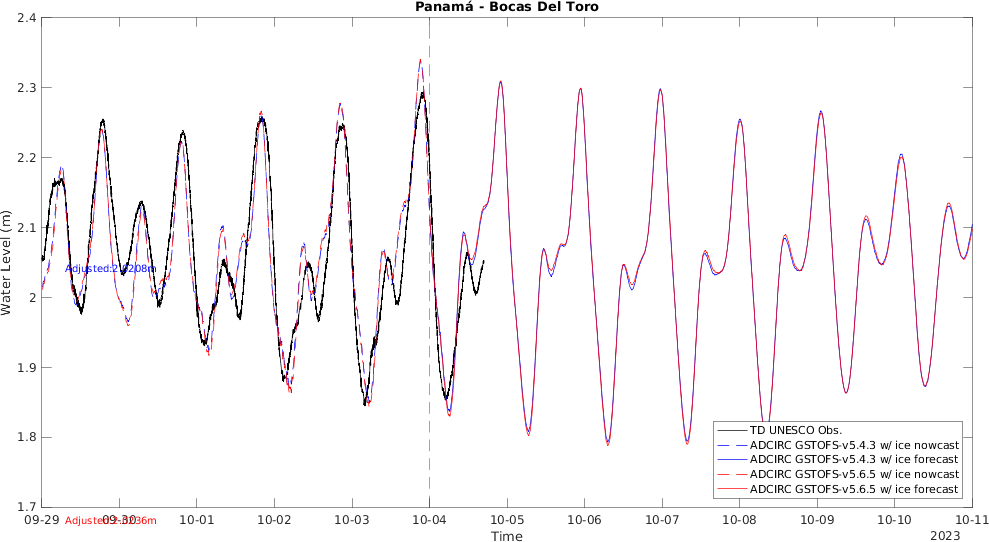 Panamá - Bocas Del Toro
Water Level (m)
2.4
2.3
2.2
2.1
2
1.9
1.8
1.7
TD UNESCO Obs.
ADCIRC GSTOFS-v5.4.3 w/ ice nowcast
ADCIRC GSTOFS-v5.4.3 w/ ice forecast
ADCIRC GSTOFS-v5.6.5 w/ ice nowcast
ADCIRC GSTOFS-v5.6.5 w/ ice forecast
09-29 09-30 10-01 10-02 10-03 10-04 10-05 10-06 10-07 10-08 10-09 10-10 10-11
Time
2023